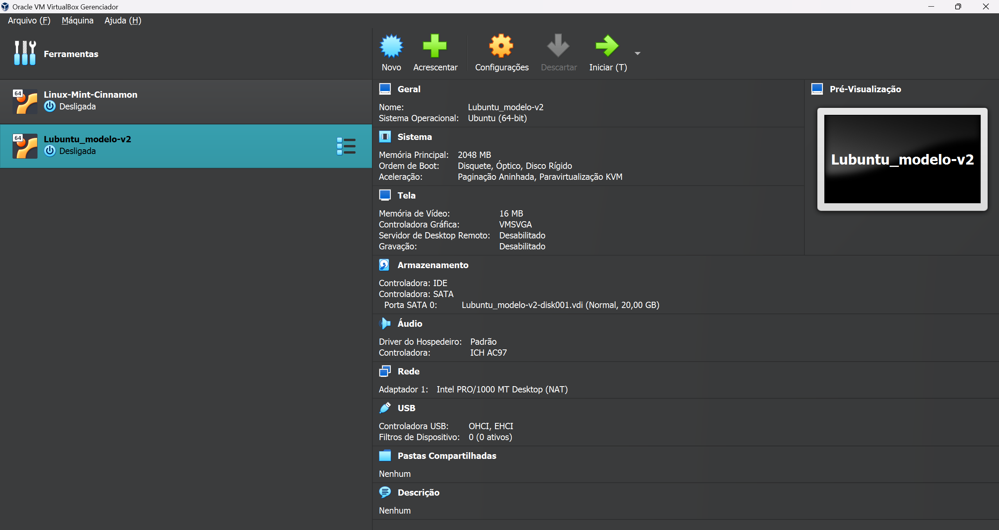 Oracle VM VirtualBox Gerenciador
Arquivo (F) Máquina Ajuda (H)
Ferramentas
64
Linux-Mint-Cinnamon
Desligada
64
Lubuntu_modelo-v2
Desligada
Novo Acrescentar Configurações Descartar Iniciar (T)
Geral
Nome: Lubuntu_modelo-v2
Sistema Operacional: Ubuntu (64-bit)
Sistema
Memória Principal: 2048 MB
Ordem de Boot: Disquete, Óptico, Disco Rígido
Aceleração: Paginação Aninhada, Paravirtualização KVM
Tela
Memória de Vídeo: 16 MB
Controladora Gráfica: VMSVGA
Servidor de Desktop Remoto: Desabilitado
Gravação: Desabilitado
Pré-Visualização
Lubuntu_modelo-v2
Armazenamento
Controladora: IDE
Controladora: SATA
Porta SATA 0: Lubuntu_modelo-v2-disk001.vdi (Normal, 20,00 GB)
Áudio
Driver do Hospedeiro: Padrão
Controladora: ICH AC97
Rede
Adaptador 1: Intel PRO/1000 MT Desktop (NAT)
USB
Controladora USB: OHCI, EHCI
Filtros de Dispositivo: 0 (0 ativos)
Pastas Compartilhadas
Nenhum
Descrição
Nenhum